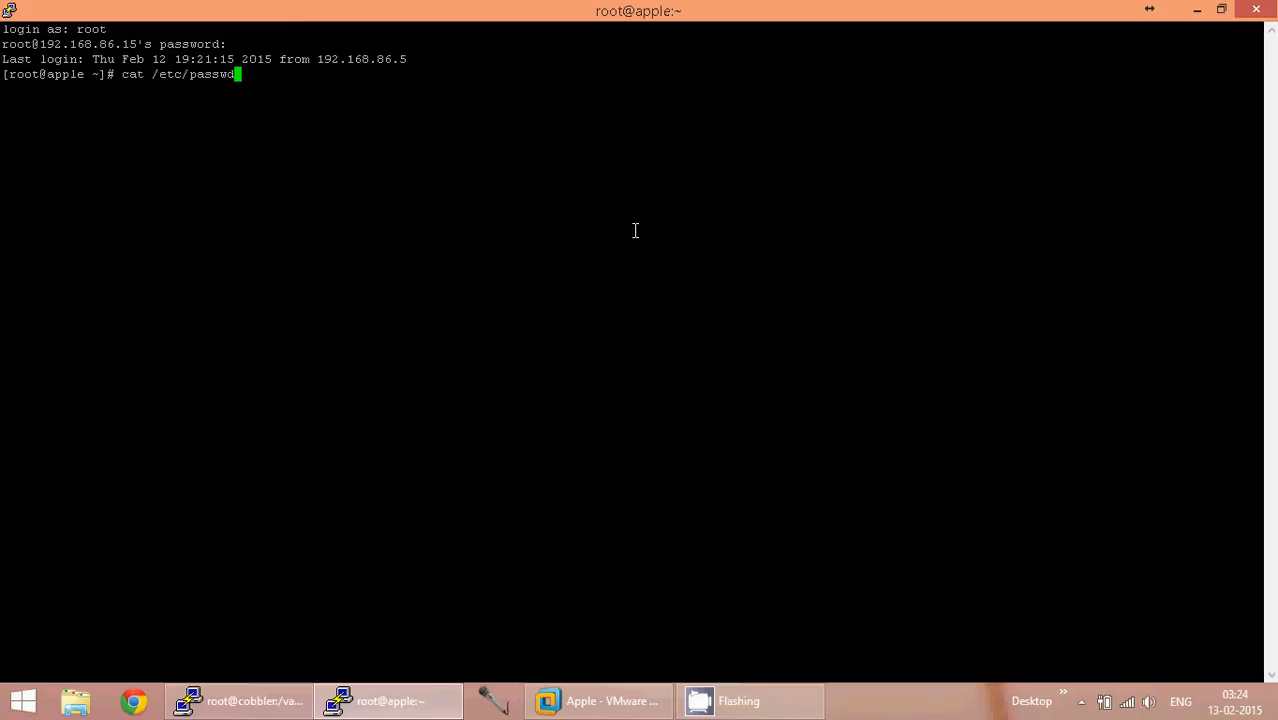 root@apple:~
login as: root
root@192.168.86.15's password:
Last login: Thu Feb 12 19:21:15 2015 from 192.168.86.5
[root@apple ~]# cat /etc/passwd
root@cobbler:/va...
root@apple:~
Apple - VMware ...
Flashing
Desktop
»
ENG
03:24
13-02-2015